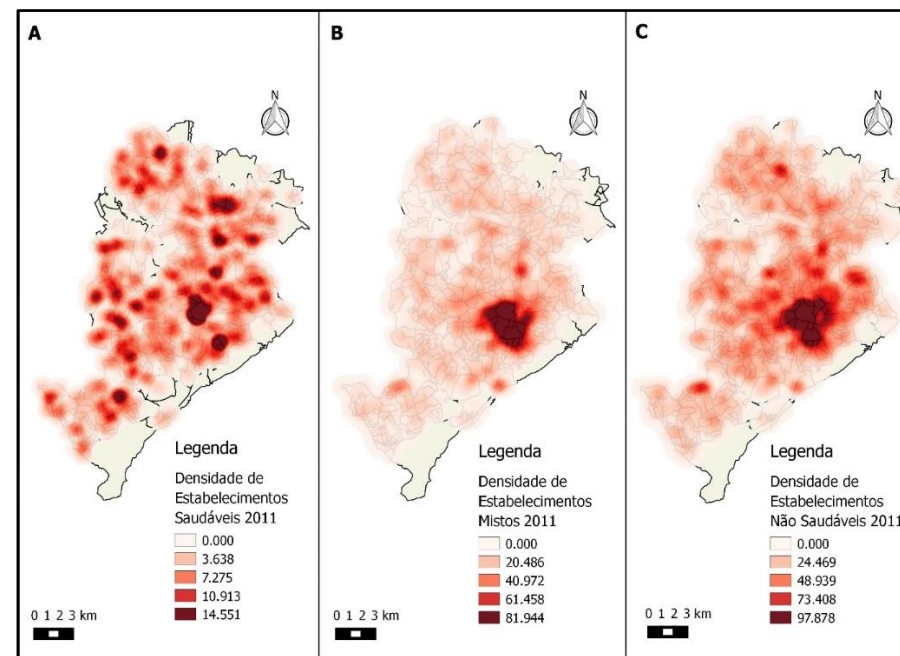 A
N
Legenda
Densidade de
Estabelecimentos
Saudáveis 2011
0.000
3.638
7.275
10.913
14.551
0 1 2 3 km
B
N
Legenda
Densidade de
Estabelecimentos
Mistos 2011
0.000
20.486
40.972
61.458
81.944
0 1 2 3 km
C
N
Legenda
Densidade de
Estabelecimentos
Não Saudáveis 2011
0.000
24.469
48.939
73.408
97.878
0 1 2 3 km